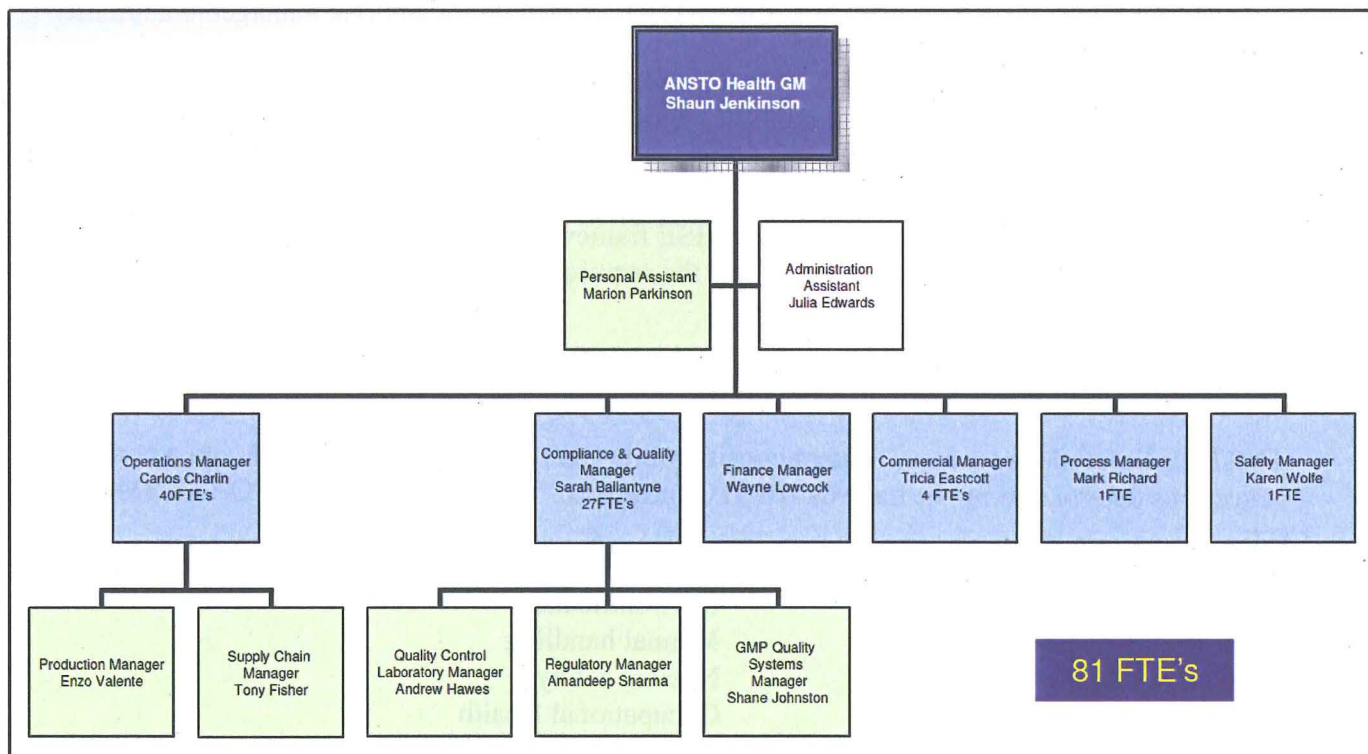 ANSTO Health GM
Shaun Jenkinson
Personal Assistant
Marion Parkinson
Administration
Assistant
Julia Edwards
Operations Manager
Carlos Charlin
40FTE's
Compliance & Quality
Manager
Sarah Ballantyne
27FTE's
Finance Manager
Wayne Lowcock
Commercial Manager
Tricia Eastcott
4 FTE's
Process Manager
Mark Richard
1FTE
Safety Manager
Karen Wolfe
1FTE
Production Manager
Enzo Valente
Supply Chain
Manager
Tony Fisher
Quality Control
Laboratory Manager
Andrew Hawes
Regulatory Manager
Amandeep Sharma
GMP Quality
Systems
Manager
Shane Johnston
81 FTE's